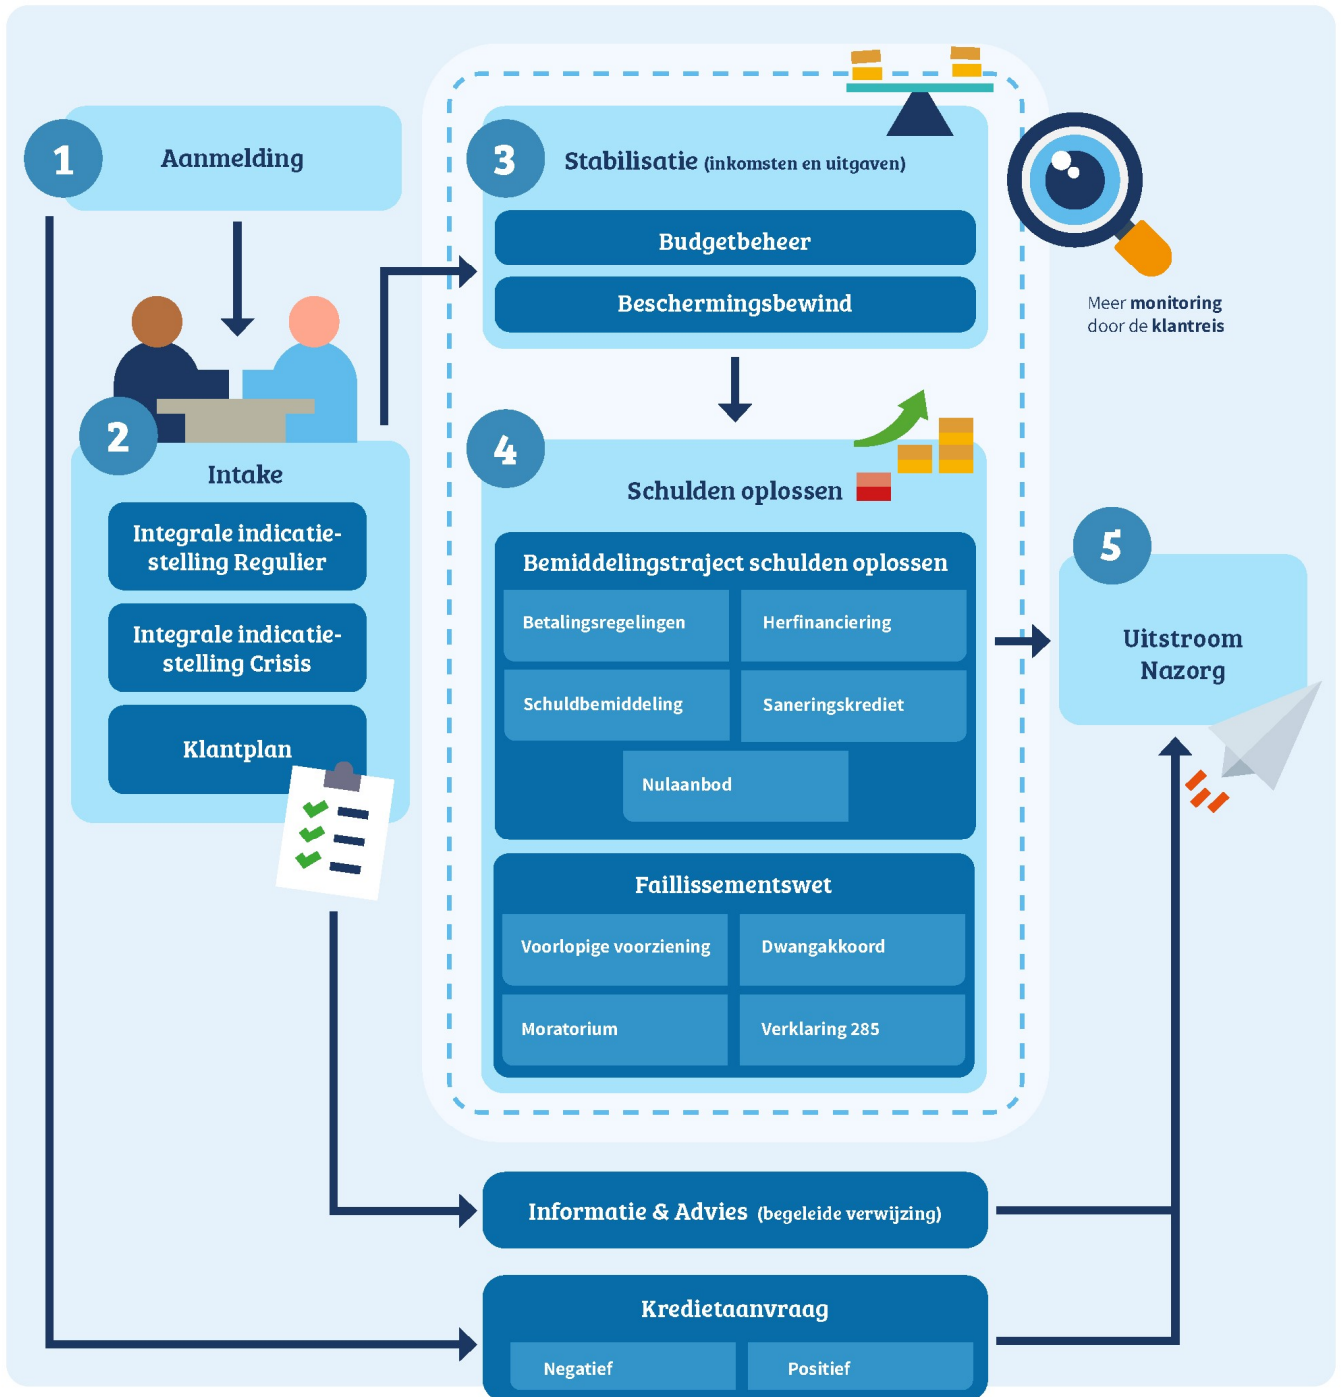 1
Aanmelding
2
Intake
Integrale indicatie-
stelling Regulier
Integrale indicatie-
stelling Crisis
Klantplan
3
Stabilisatie (inkomsten en uitgaven)
Budgetbeheer
Beschermingsbewind
Meer monitoring
door de klantreis
4
Schulden oplossen
Bemiddelingstraject schulden oplossen
Betalingsregelingen
Herfinanciering
Schuldbemiddeling
Saneringskrediet
Nulaanbod
Faillissementswet
Voorlopige voorziening
Dwangakkoord
Moratorium
Verklaring 285
5
Uitstroom
Nazorg
Informatie & Advies (begeleide verwijzing)
Kredietaanvraag
Negatief
Positief